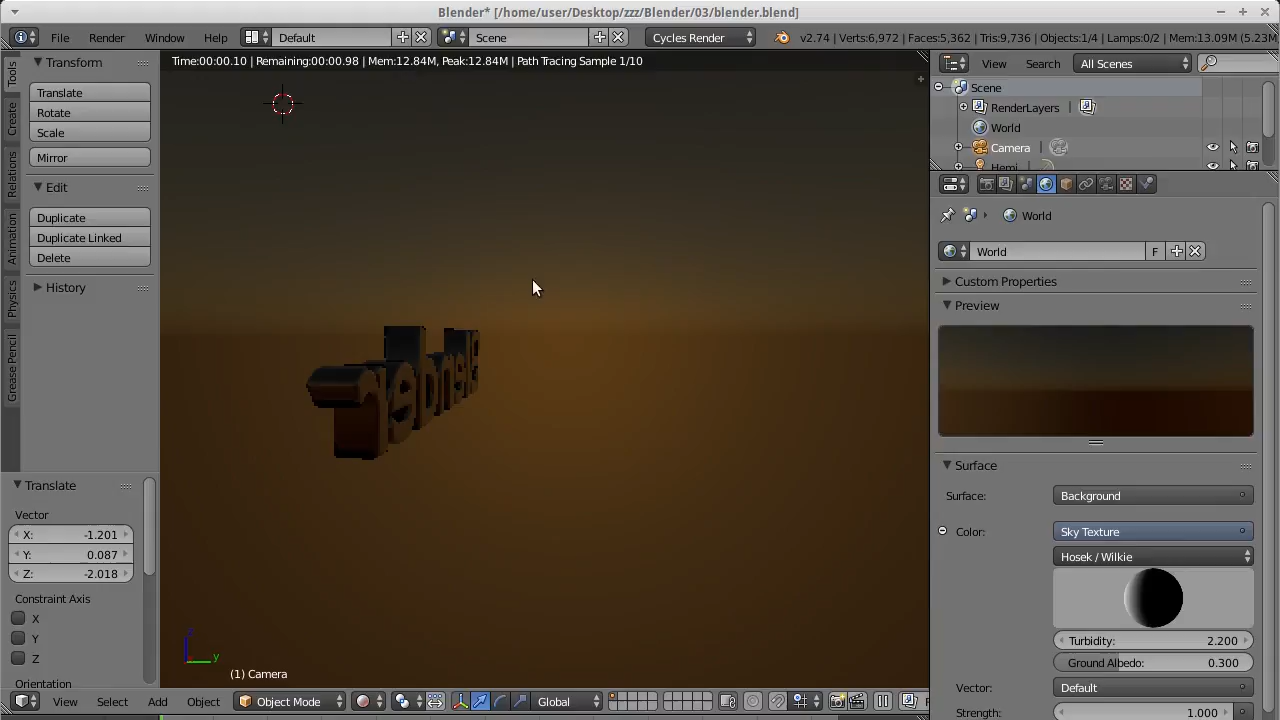 Blender* [/home/user/Desktop/zzz/Blender/03/blender.blend]
File Render Window Help Default Scene Cycles Render v2.74 | Verts:6,972 | Faces:5,362 | Tris:9,736 | Objects:1/4 | Lamps:0/2 | Mem:13.09M (5.23M
Time:00:00.10 | Remaining:00:00.98 | Mem:12.84M, Peak:12.84M | Path Tracing Sample 1/10
Tools
Create
Relations
Animation
Physics
Grease Pencil
Transform
Translate
Rotate
Scale
Mirror
Edit
Duplicate
Duplicate Linked
Delete
History
Translate
Vector
X: -1.201
Y: 0.087
Z: -2.018
Constraint Axis
X
Y
Z
Orientation
z
y
(1) Camera
View Select Add Object Object Mode Global
View Search All Scenes
Scene
RenderLayers |
World
Camera |
Hemi
World
World F
Custom Properties
Preview
Surface
Surface: Background
Color: Sky Texture
Hosek / Wilkie
Turbidity: 2.200
Ground Albedo: 0.300
Vector: Default
Strength: 1.000